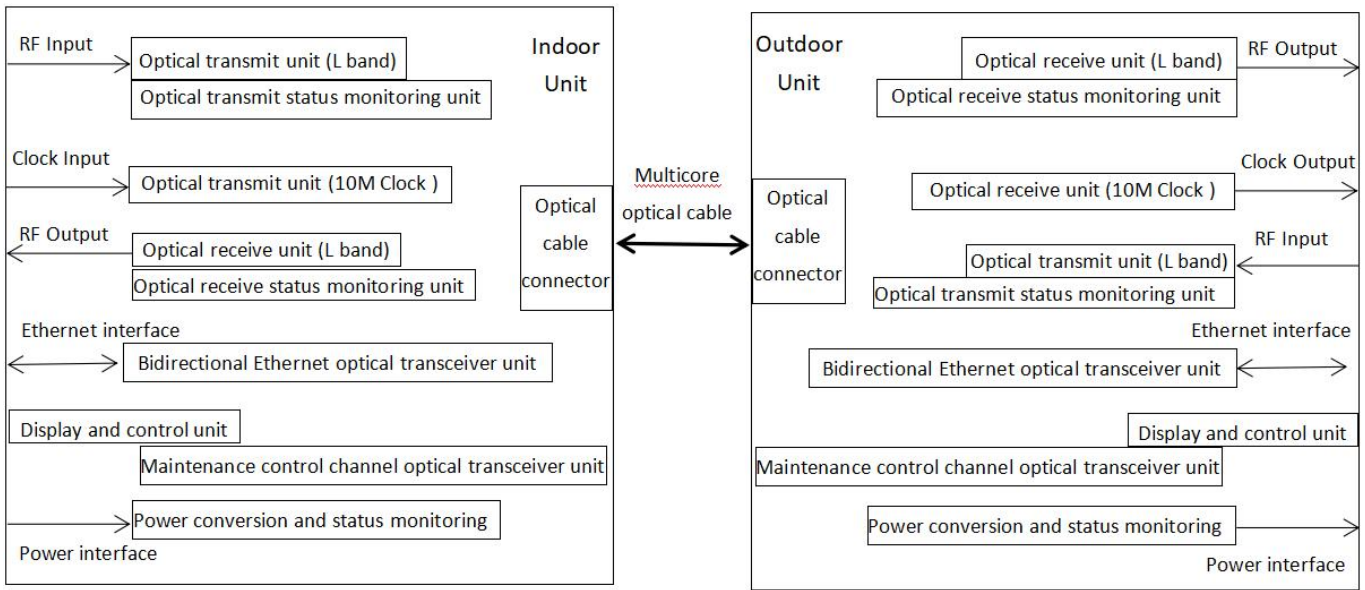 RF Input
Optical transmit unit (L band)
Optical transmit status monitoring unit
Indoor
Unit
Clock Input
Optical transmit unit (10M Clock )
RF Output
Optical receive unit (L band)
Optical receive status monitoring unit
Optical
cable
connector
Ethernet interface
Bidirectional Ethernet optical transceiver unit
Display and control unit
Maintenance control channel optical transceiver unit
Power conversion and status monitoring
Power interface
Multicore
optical cable
Outdoor
Unit
Optical receive unit (L band)
RF Output
Optical receive status monitoring unit
Clock Output
Optical receive unit (10M Clock )
Optical
cable
connector
RF Input
Optical transmit unit (L band)
Optical transmit status monitoring unit
Ethernet interface
Bidirectional Ethernet optical transceiver unit
Display and control unit
Maintenance control channel optical transceiver unit
Power conversion and status monitoring
Power interface